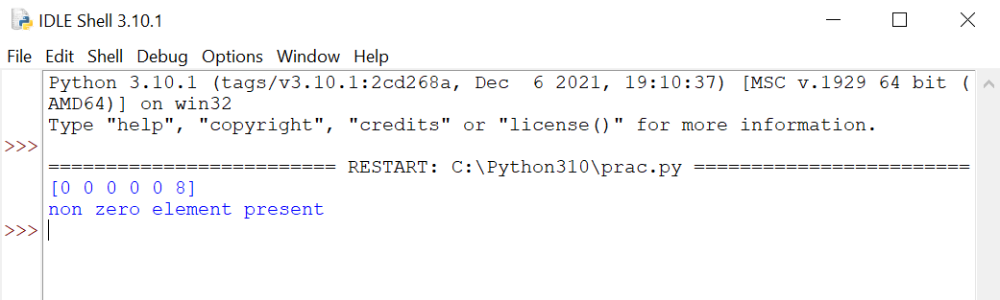 IDLE Shell 3.10.1
File Edit Shell Debug Options Window Help
Python 3.10.1 (tags/v3.10.1:2cd268a, Dec  6 2021, 19:10:37) [MSC v.1929 64 bit (
AMD64)] on win32
Type "help", "copyright", "credits" or "license()" for more information.
>>>
========================= RESTART: C:\Python310\prac.py ========================
[0 0 0 0 0 8]
non zero element present
>>>